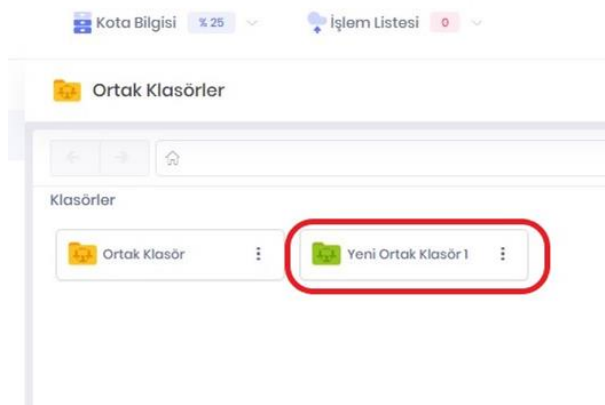 Kota Bilgisi % 25 İşlem Listesi 0
Ortak Klasörler
Klasörler
Ortak Klasör Yeni Ortak Klasör 1